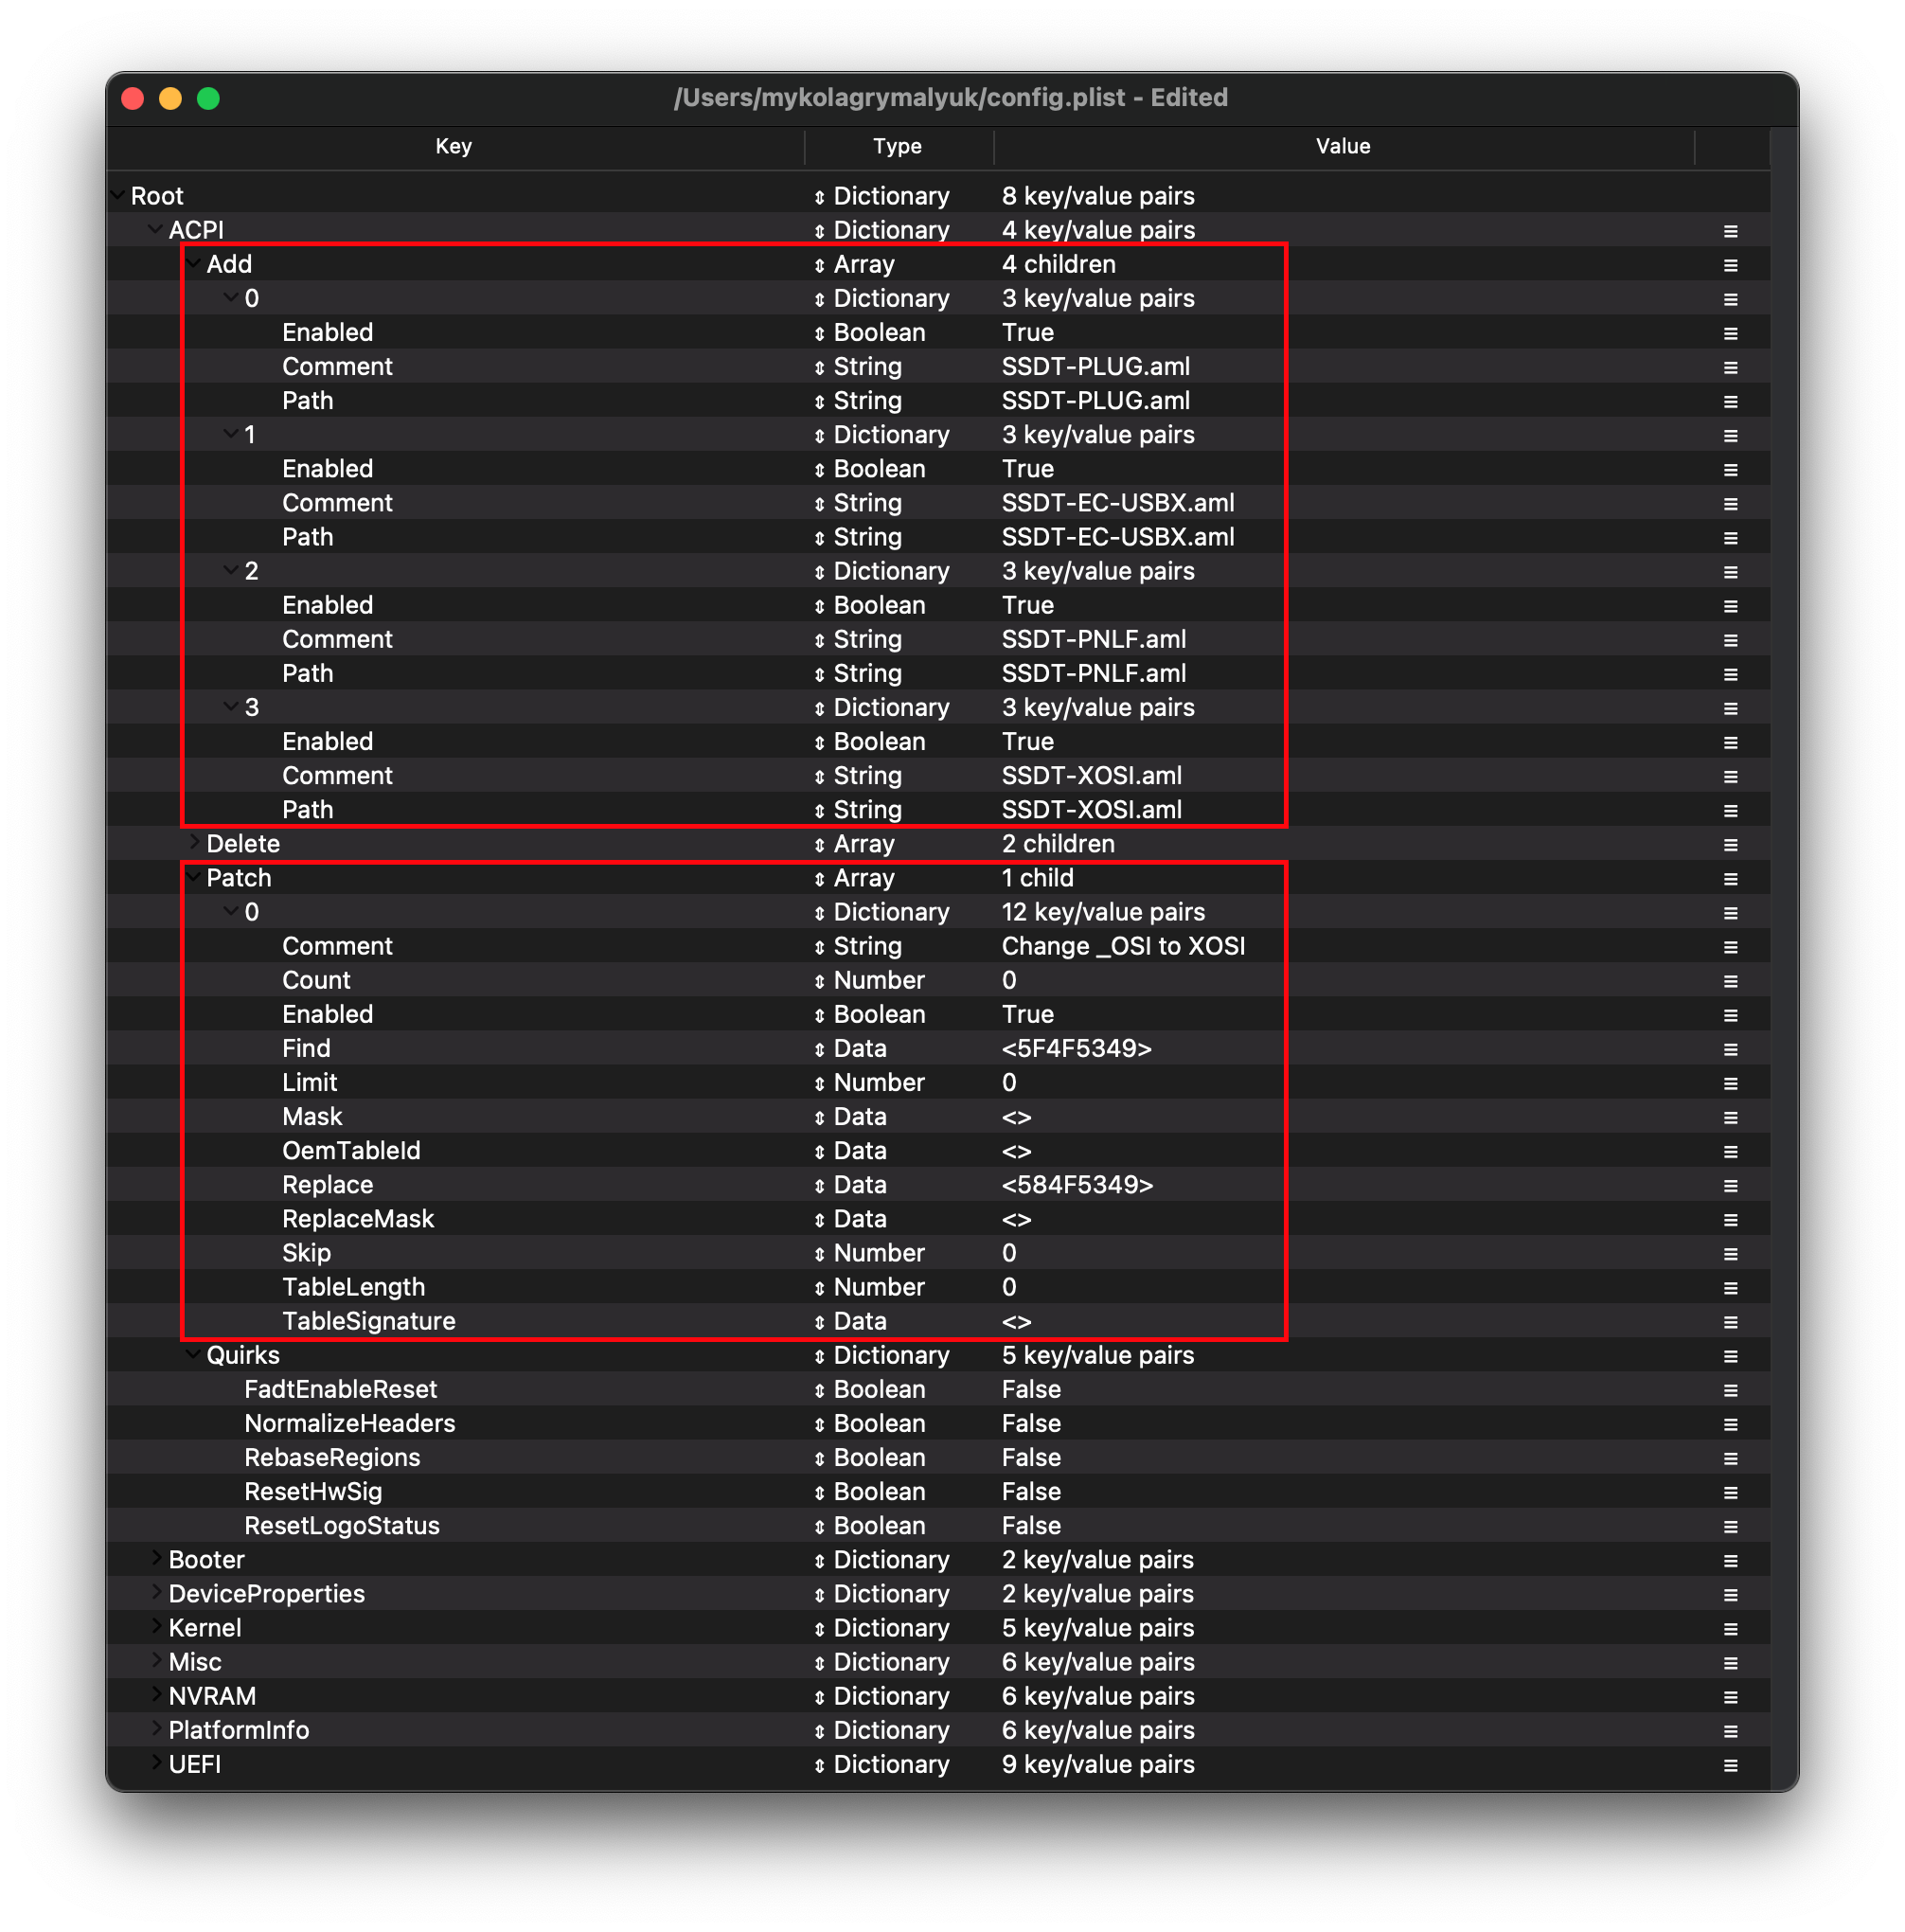 /Users/mykolagrymalyuk/config.plist - Edited
Key Type Value
Root Dictionary 8 key/value pairs
ACPI Dictionary 4 key/value pairs
Add Array 4 children
0 Dictionary 3 key/value pairs
Enabled Boolean True
Comment String SSDT-PLUG.aml
Path String SSDT-PLUG.aml
1 Dictionary 3 key/value pairs
Enabled Boolean True
Comment String SSDT-EC-USBX.aml
Path String SSDT-EC-USBX.aml
2 Dictionary 3 key/value pairs
Enabled Boolean True
Comment String SSDT-PNLF.aml
Path String SSDT-PNLF.aml
3 Dictionary 3 key/value pairs
Enabled Boolean True
Comment String SSDT-XOSI.aml
Path String SSDT-XOSI.aml
Delete Array 2 children
Patch Array 1 child
0 Dictionary 12 key/value pairs
Comment String Change _OSI to XOSI
Count Number 0
Enabled Boolean True
Find Data <5F4F5349>
Limit Number 0
Mask Data <>
OemTableId Data <>
Replace Data <584F5349>
ReplaceMask Data <>
Skip Number 0
TableLength Number 0
TableSignature Data <>
Quirks Dictionary 5 key/value pairs
FadtEnableReset Boolean False
NormalizeHeaders Boolean False
RebaseRegions Boolean False
ResetHwSig Boolean False
ResetLogoStatus Boolean False
Booter Dictionary 2 key/value pairs
DeviceProperties Dictionary 2 key/value pairs
Kernel Dictionary 5 key/value pairs
Misc Dictionary 6 key/value pairs
NVRAM Dictionary 6 key/value pairs
PlatformInfo Dictionary 6 key/value pairs
UEFI Dictionary 9 key/value pairs